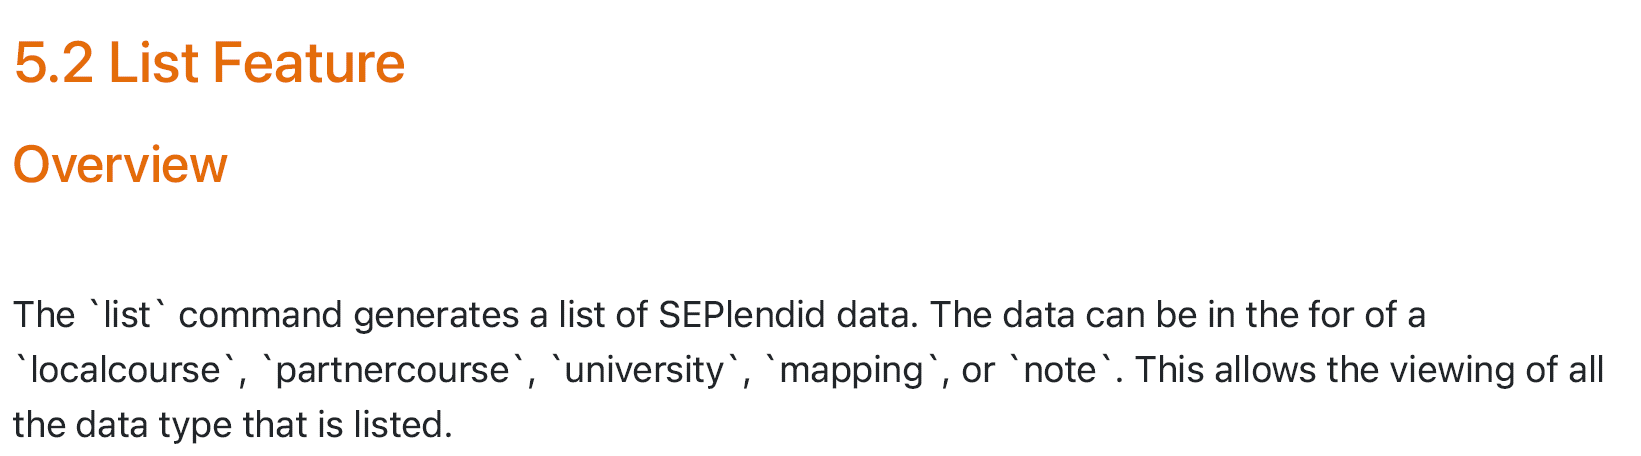 5.2 List Feature
Overview
The `list` command generates a list of SEPlendid data. The data can be in the for of a
`localcourse`, `partnercourse`, `university`, `mapping`, or `note`. This allows the viewing of all
the data type that is listed.